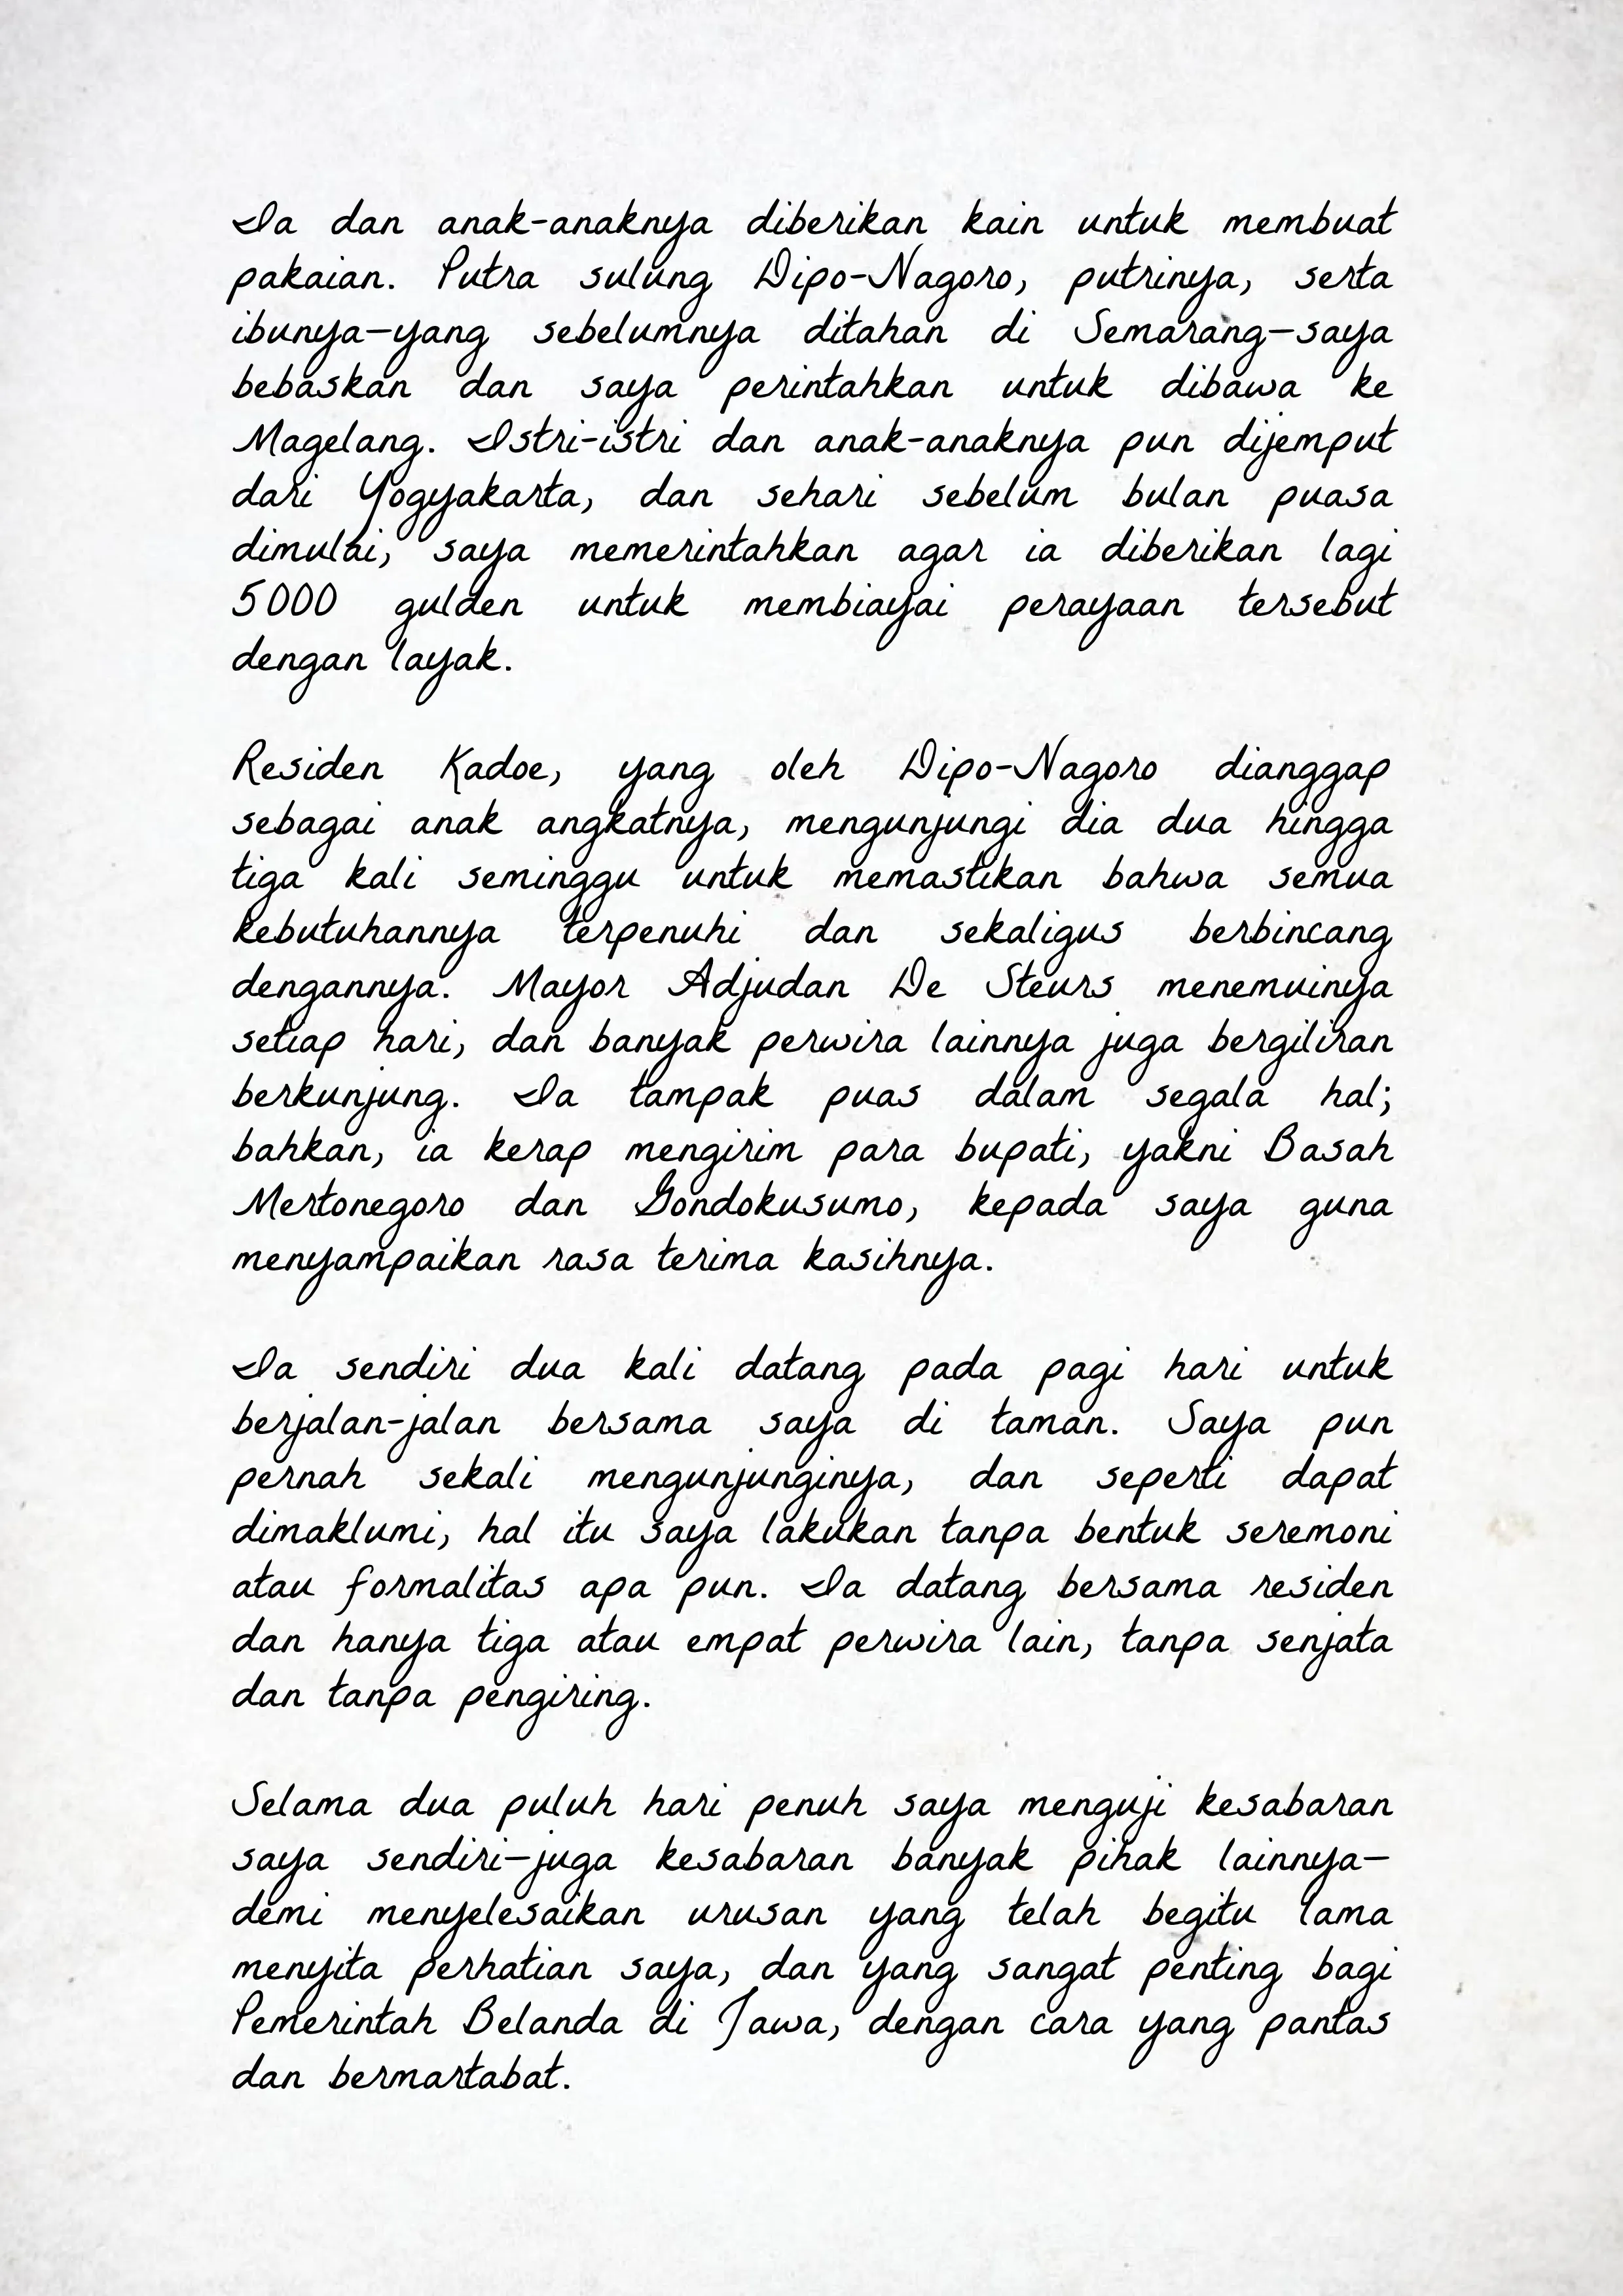 Ia dan anak-anaknya diberikan kain untuk membuat
pakaian. Putra sulung Dipo-Nagoro, putrinya, serta
ibunya—yang sebelumnya ditahan di Semarang—saya
bebaskan dan saya perintahkan untuk dibawa ke
Magelang. Istri-istri dan anak-anaknya pun dijemput
dari Yogyakarta, dan sehari sebelum bulan puasa
dimulai, saya memerintahkan agar ia diberikan lagi
5000 gulden untuk membiayai perayaan tersebut
dengan layak.
Residen Kadoe, yang oleh Dipo-Nagoro dianggap
sebagai anak angkatnya, mengunjungi dia dua hingga
tiga kali seminggu untuk memastikan bahwa semua
kebutuhannya terpenuhi dan sekaligus berbincang
dengannya. Mayor Adjudan De Steurs menemuinya
setiap hari, dan banyak perwira lainnya juga bergiliran
berkunjung. Ia tampak puas dalam segala hal;
bahkan, ia kerap mengirim para bupati, yakni Basah
Mertonegoro dan Gondokusumo, kepada saya guna
menyampaikan rasa terima kasihnya.
Ia sendiri dua kali datang pada pagi hari untuk
berjalan-jalan bersama saya di taman. Saya pun
pernah sekali mengunjunginya, dan seperti dapat
dimaklumi, hal itu saya lakukan tanpa bentuk seremoni
atau formalitas apa pun. Ia datang bersama residen
dan hanya tiga atau empat perwira lain, tanpa senjata
dan tanpa pengiring.
Selama dua puluh hari penuh saya menguji kesabaran
saya sendiri—juga kesabaran banyak pihak lainnya—
demi menyelesaikan urusan yang telah begitu lama
menyita perhatian saya, dan yang sangat penting bagi
Pemerintah Belanda di Jawa, dengan cara yang pantas
dan bermartabat.